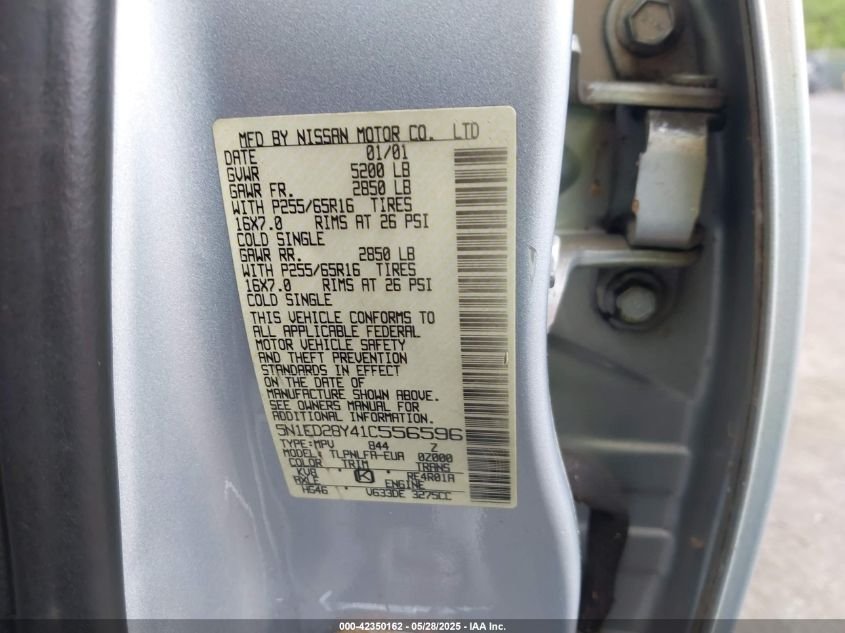 MFD BY NISSAN MOTOR CO. LTD
DATE 01/01
GVWR 5200 LB
GAWR FR. 2850 LB
WITH P255/65R16 TIRES
16X7.0 RIMS AT 26 PSI
COLD SINGLE
GAWR RR. 2850 LB
WITH P255/65R16 TIRES
16X7.0 RIMS AT 26 PSI
COLD SINGLE
THIS VEHICLE CONFORMS TO
ALL APPLICABLE FEDERAL
MOTOR VEHICLE SAFETY
AND THEFT PREVENTION
STANDARDS IN EFFECT
ON THE DATE OF
MANUFACTURE SHOWN ABOVE.
SEE OWNERS MANUAL FOR
ADDITIONAL INFORMATION.
5N1ED28Y41C556596
TYPE:MPV 844 7
MODEL: TLPNLFA-EUA 0Z000
COLOR TRIM TRANS
KV8 K RE4R01A
AXLE ENGINE
HG46 VG33DE 3275CC
000-42350162 - 05/28/2025 - IAA Inc.